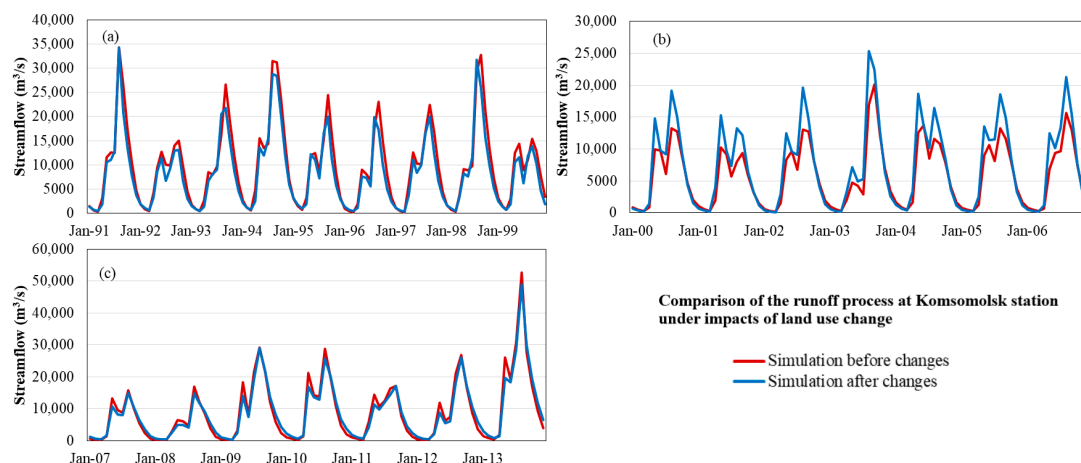 40,000
35,000
30,000
25,000
20,000
15,000
10,000
5000
0
Streamflow (m³/s)
(a)
Jan-91 Jan-92 Jan-93 Jan-94 Jan-95 Jan-96 Jan-97 Jan-98 Jan-99
30,000
25,000
20,000
15,000
10,000
5000
0
Streamflow (m³/s)
(b)
Jan-00 Jan-01 Jan-02 Jan-03 Jan-04 Jan-05 Jan-06
60,000
50,000
40,000
30,000
20,000
10,000
0
Streamflow (m³/s)
(c)
Jan-07 Jan-08 Jan-09 Jan-10 Jan-11 Jan-12 Jan-13
Comparison of the runoff process at Komsomolsk station
under impacts of land use change
Simulation before changes
Simulation after changes